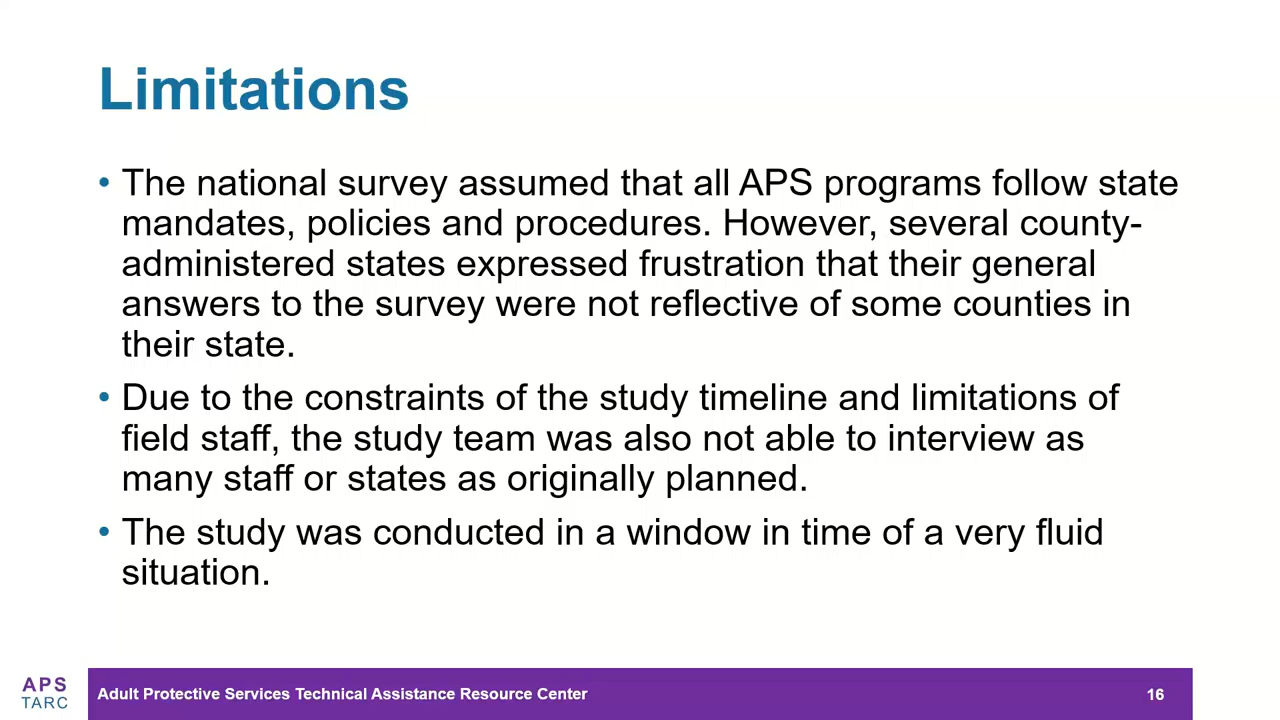 Limitations
• The national survey assumed that all APS programs follow state
mandates, policies and procedures. However, several county-
administered states expressed frustration that their general
answers to the survey were not reflective of some counties in
their state.
• Due to the constraints of the study timeline and limitations of
field staff, the study team was also not able to interview as
many staff or states as originally planned.
• The study was conducted in a window in time of a very fluid
situation.
APS
TARC
Adult Protective Services Technical Assistance Resource Center
16